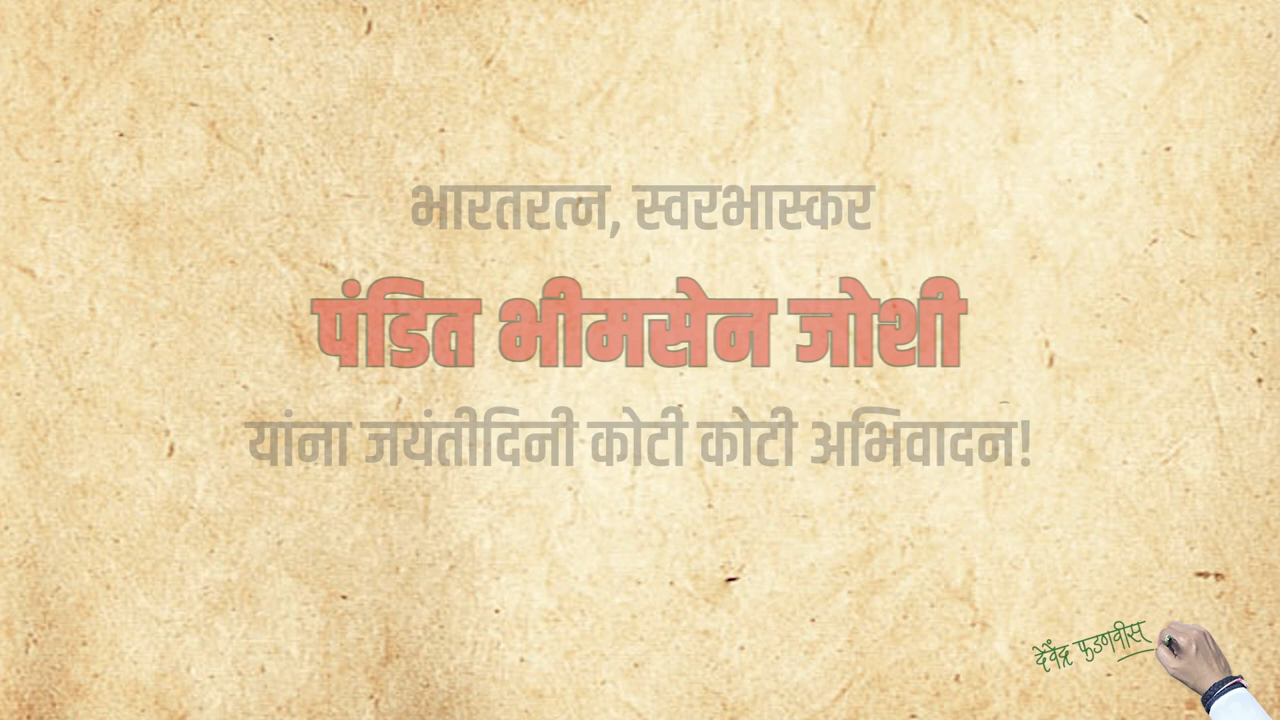 भारतरत्न, स्वरभास्कर
पंडित भीमसेन जोशी
यांना जयंतीदिनी कोटी कोटी अभिवादन!
देवेंद्र फडणवीस